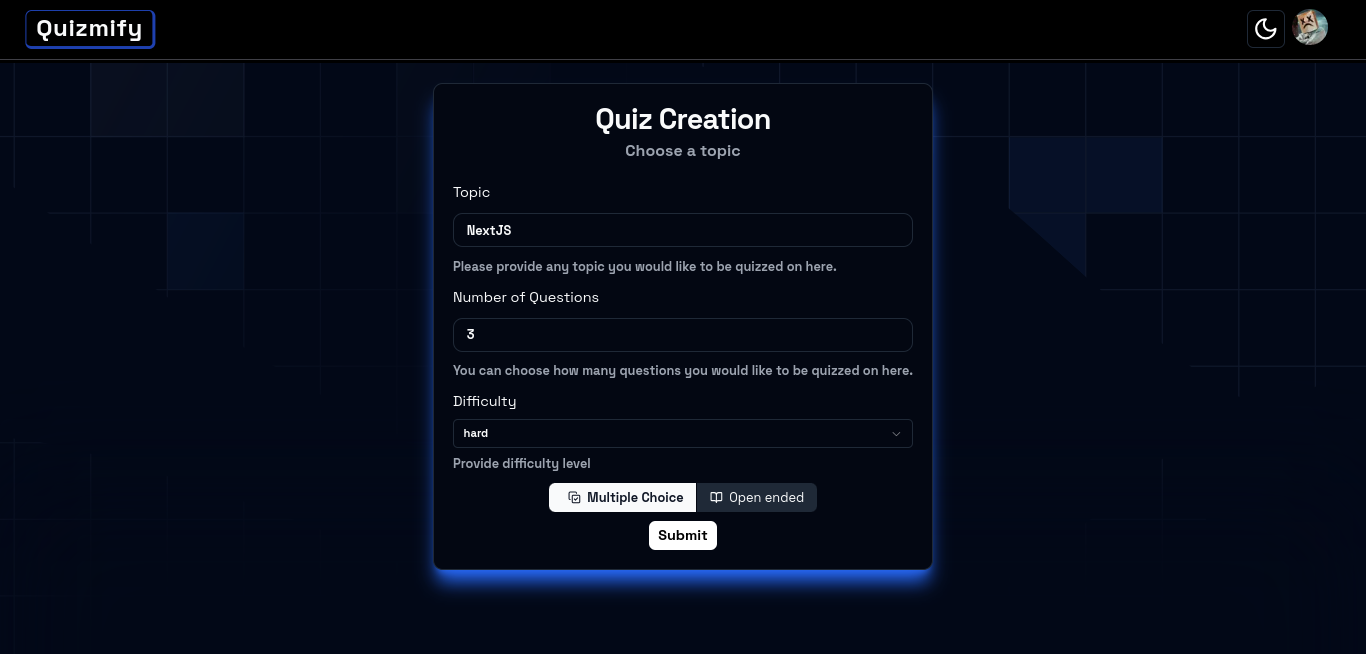 Quizmify
Quiz Creation
Choose a topic
Topic
NextJS
Please provide any topic you would like to be quizzed on here.
Number of Questions
3
You can choose how many questions you would like to be quizzed on here.
Difficulty
hard
Provide difficulty level
Multiple Choice Open ended
Submit